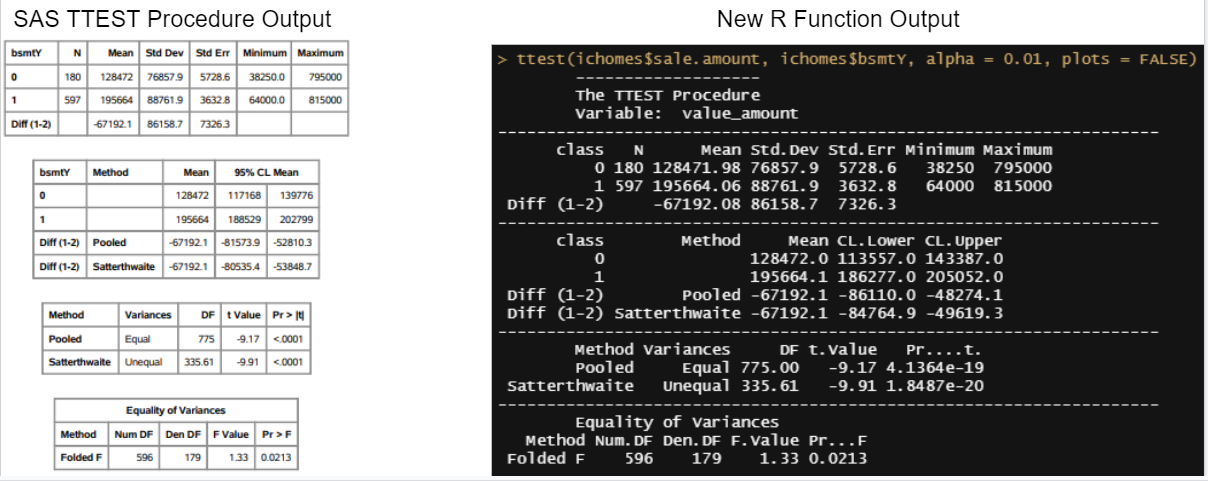 SAS TTEST Procedure Output
bsmtY N Mean Std Dev Std Err Minimum Maximum
0 180 128472 76857.9 5728.6 38250.0 795000
1 597 195664 88761.9 3632.8 64000.0 815000
Diff (1-2) -67192.1 86158.7 7326.3
bsmtY Method Mean 95% CL Mean
0 128472 117168 139776
1 195664 188529 202799
Diff (1-2) Pooled -67192.1 -81573.9 -52810.3
Diff (1-2) Satterthwaite -67192.1 -80535.4 -53848.7
Method Variances DF t Value Pr > |t|
Pooled Equal 775 -9.17 <.0001
Satterthwaite Unequal 335.61 -9.91 <.0001
Equality of Variances
Method Num DF Den DF F Value Pr > F
Folded F 596 179 1.33 0.0213
New R Function Output
> ttest(ichomes$sale.amount, ichomes$bsmtY, alpha = 0.01, plots = FALSE)
-------------------
The TTEST Procedure
Variable: value_amount
--------------------------------------------------------------------
class N Mean Std.Dev Std.Err Minimum Maximum
0 180 128471.98 76857.9 5728.6 38250 795000
1 597 195664.06 88761.9 3632.8 64000 815000
Diff (1-2) -67192.08 86158.7 7326.3
--------------------------------------------------------------------
class Method Mean CL.Lower CL.Upper
0 128472.0 113557.0 143387.0
1 195664.1 186277.0 205052.0
Diff (1-2) Pooled -67192.1 -86110.0 -48274.1
Diff (1-2) Satterthwaite -67192.1 -84764.9 -49619.3
--------------------------------------------------------------------
Method Variances DF t.Value Pr....t.
Pooled Equal 775.00 -9.17 4.1364e-19
Satterthwaite Unequal 335.61 -9.91 1.8487e-20
--------------------------------------------------------------------
Equality of Variances
Method Num.DF Den.DF F.Value Pr...F
Folded F 596 179 1.33 0.0213